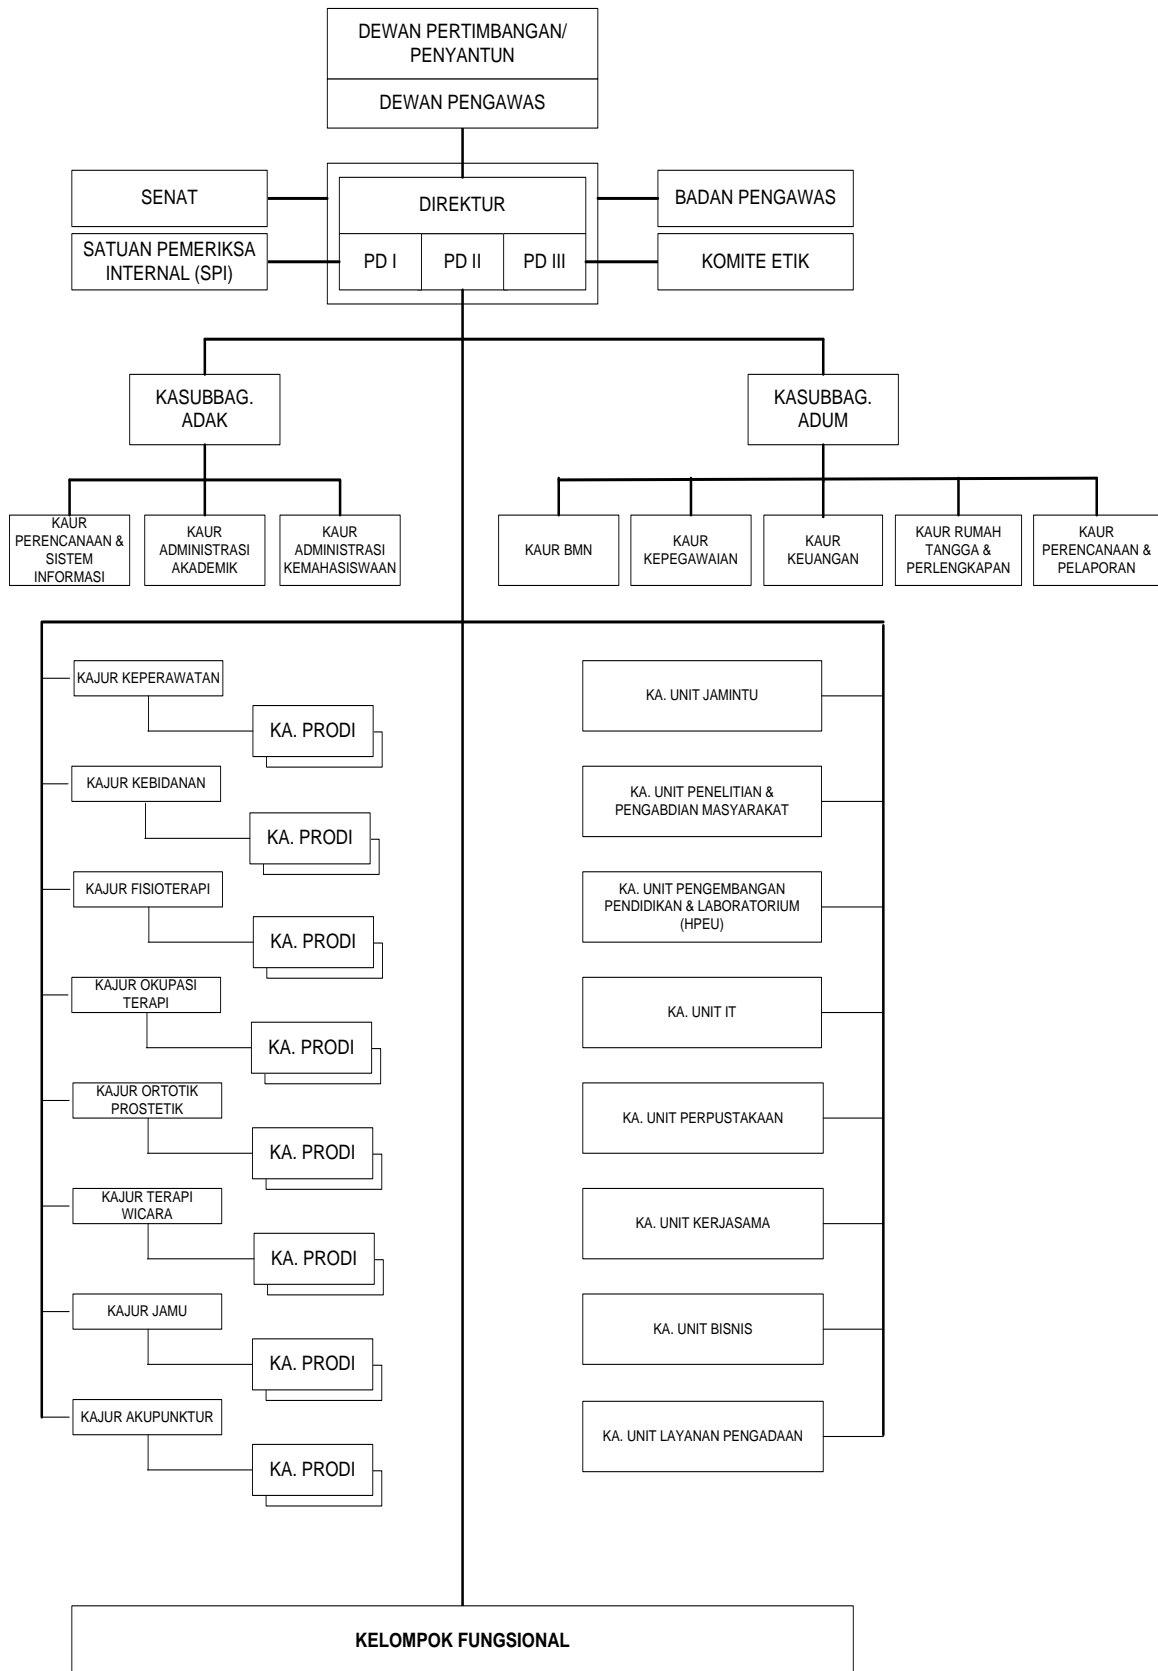 DEWAN PERTIMBANGAN/
PENYANTUN
DEWAN PENGAWAS
SENAT
DIREKTUR
BADAN PENGAWAS
SATUAN PEMERIKSA
INTERNAL (SPI)
PD I
PD II
PD III
KOMITE ETIK
KASUBBAG.
ADAK
KASUBBAG.
ADUM
KAUR
PERENCANAAN &
SISTEM
INFORMASI
KAUR
ADMINISTRASI
AKADEMIK
KAUR
ADMINISTRASI
KEMAHASISWAAN
KAUR BMN
KAUR
KEPEGAWAIAN
KAUR
KEUANGAN
KAUR RUMAH
TANGGA &
PERLENGKAPAN
KAUR
PERENCANAAN &
PELAPORAN
KAJUR KEPERAWATAN
KA. PRODI
KAJUR KEBIDANAN
KA. PRODI
KAJUR FISIOTERAPI
KA. PRODI
KAJUR OKUPASI
TERAPI
KA. PRODI
KAJUR ORTOTIK
PROSTETIK
KA. PRODI
KAJUR TERAPI
WICARA
KA. PRODI
KAJUR JAMU
KA. PRODI
KAJUR AKUPUNKTUR
KA. PRODI
KA. UNIT JAMINTU
KA. UNIT PENELITIAN &
PENGABDIAN MASYARAKAT
KA. UNIT PENGEMBANGAN
PENDIDIKAN & LABORATORIUM
(HPEU)
KA. UNIT IT
KA. UNIT PERPUSTAKAAN
KA. UNIT KERJASAMA
KA. UNIT BISNIS
KA. UNIT LAYANAN PENGADAAN
KELOMPOK FUNGSIONAL